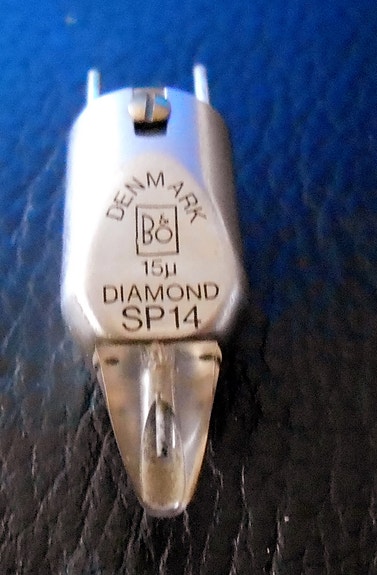 DENMARK
B&O
15µ
DIAMOND
SP14